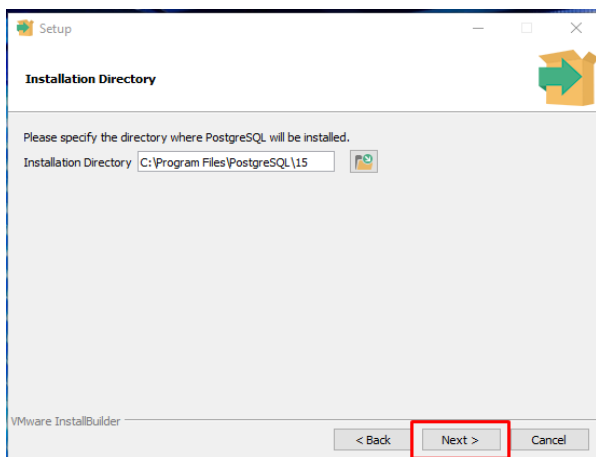 Setup
Installation Directory
Please specify the directory where PostgreSQL will be installed.
Installation Directory C:\Program Files\PostgreSQL\15
VMware InstallBuilder
< Back Next > Cancel